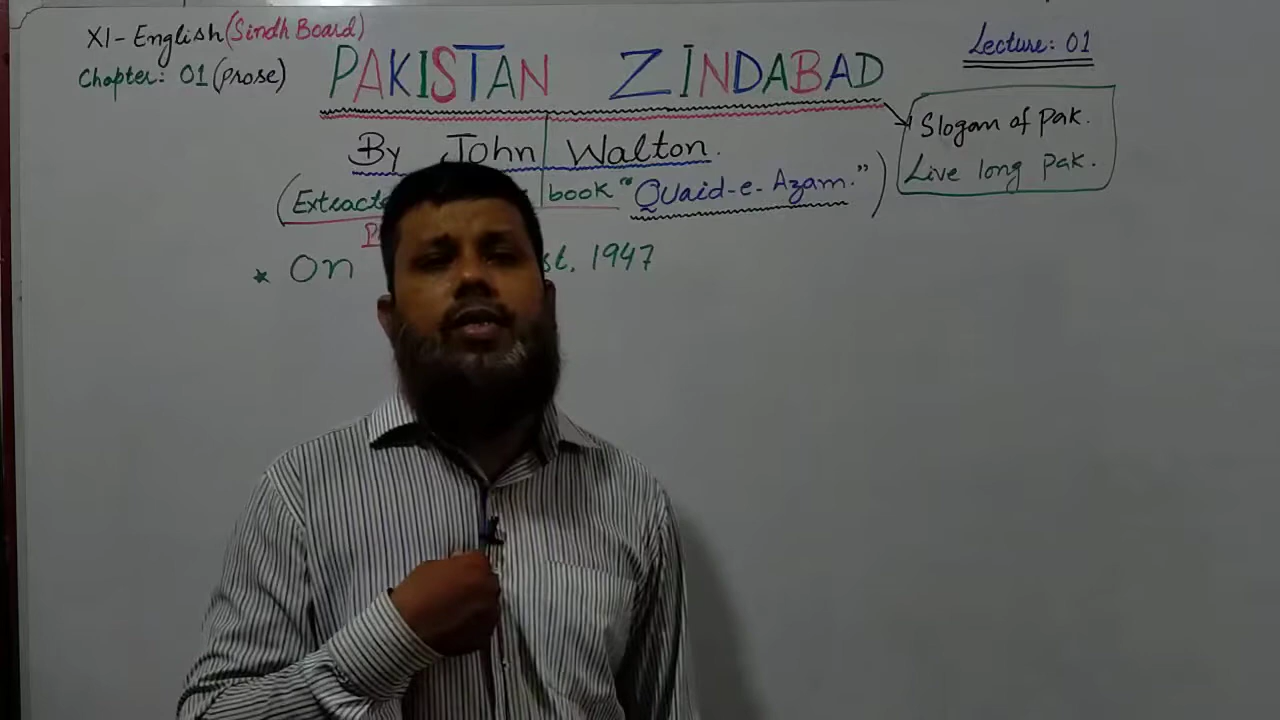 XI-English (Sindh Board)
Chapter: 01 (Prose)
PAKISTAN ZINDABAD
Lecture: 01
Slogan of Pak.
Live long Pak.
By John Walton.
(Extracte book "Quaid-e-Azam.")
* On st. 1947